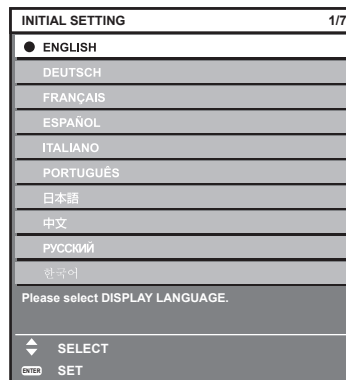 INITIAL SETTING 1/7
ENGLISH
DEUTSCH
FRANÇAIS
ESPAÑOL
ITALIANO
PORTUGUÊS
日本語
中文
РУССКИЙ
한국어
Please select DISPLAY LANGUAGE.
SELECT
ENTER SET